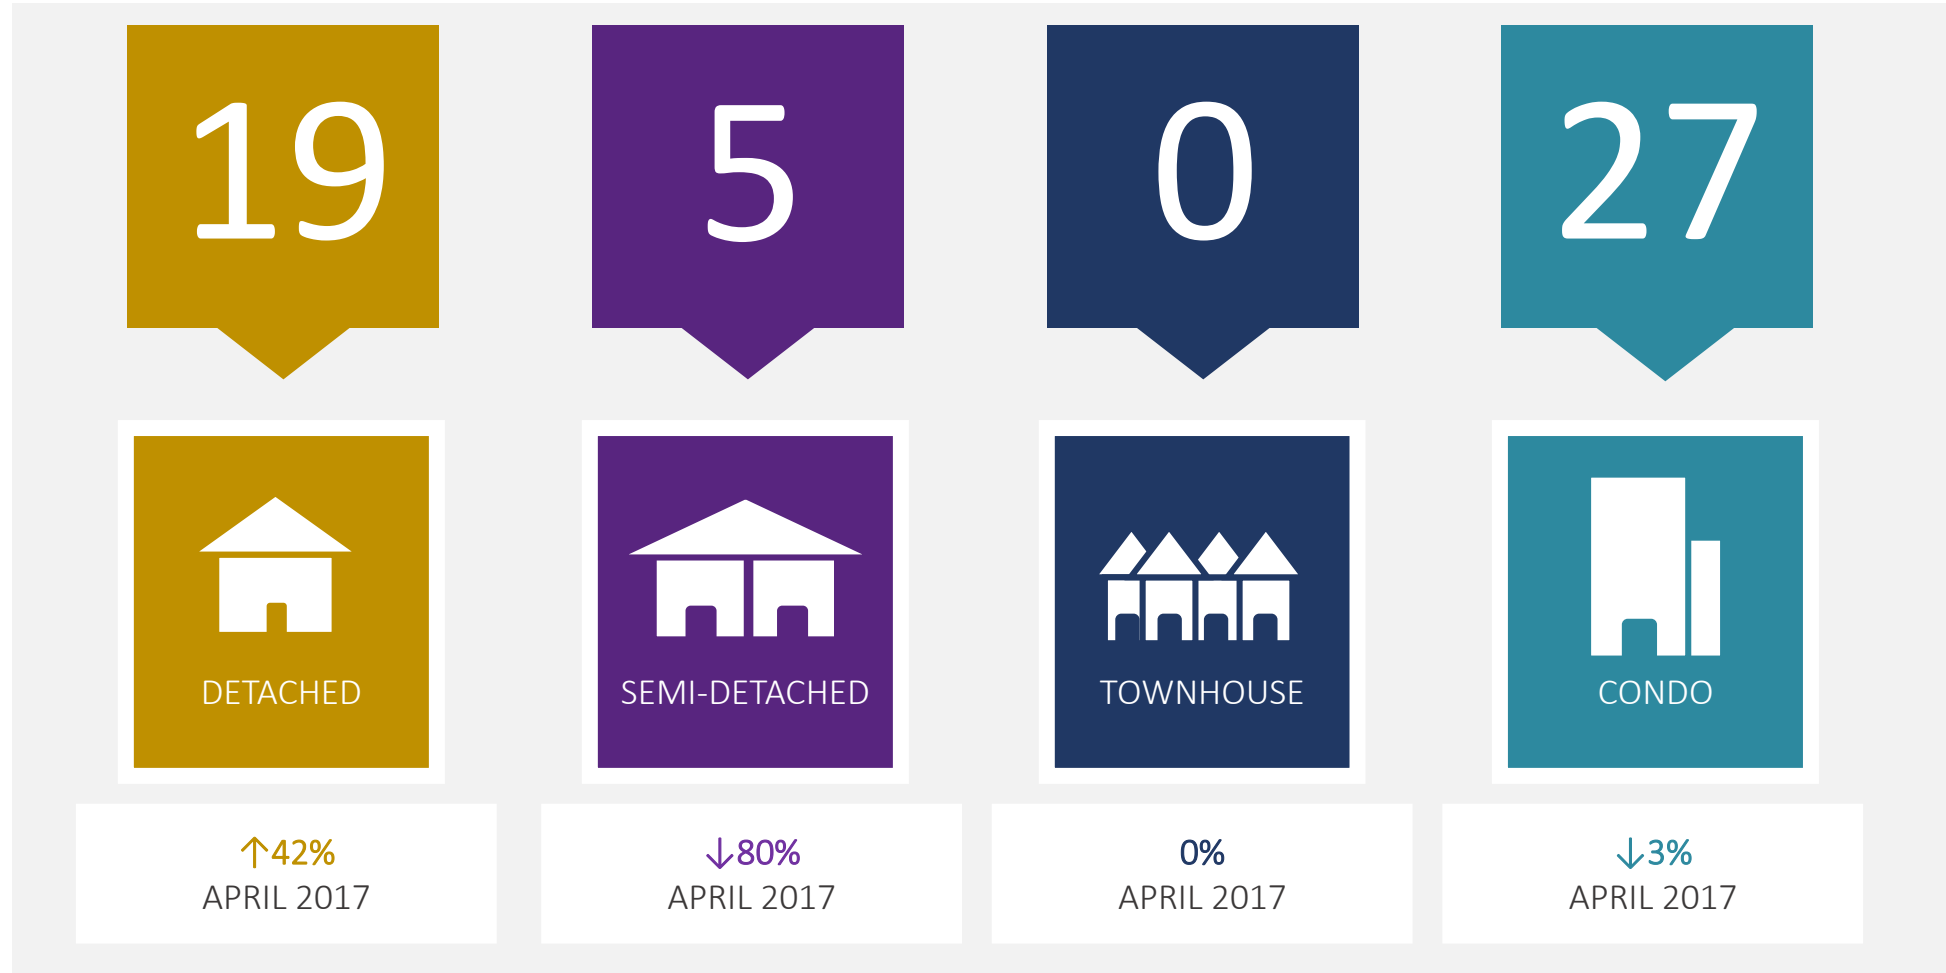 19
5
0
27
DETACHED
SEMI-DETACHED
TOWNHOUSE
CONDO
↑42%
APRIL 2017
↓80%
APRIL 2017
0%
APRIL 2017
↓3%
APRIL 2017